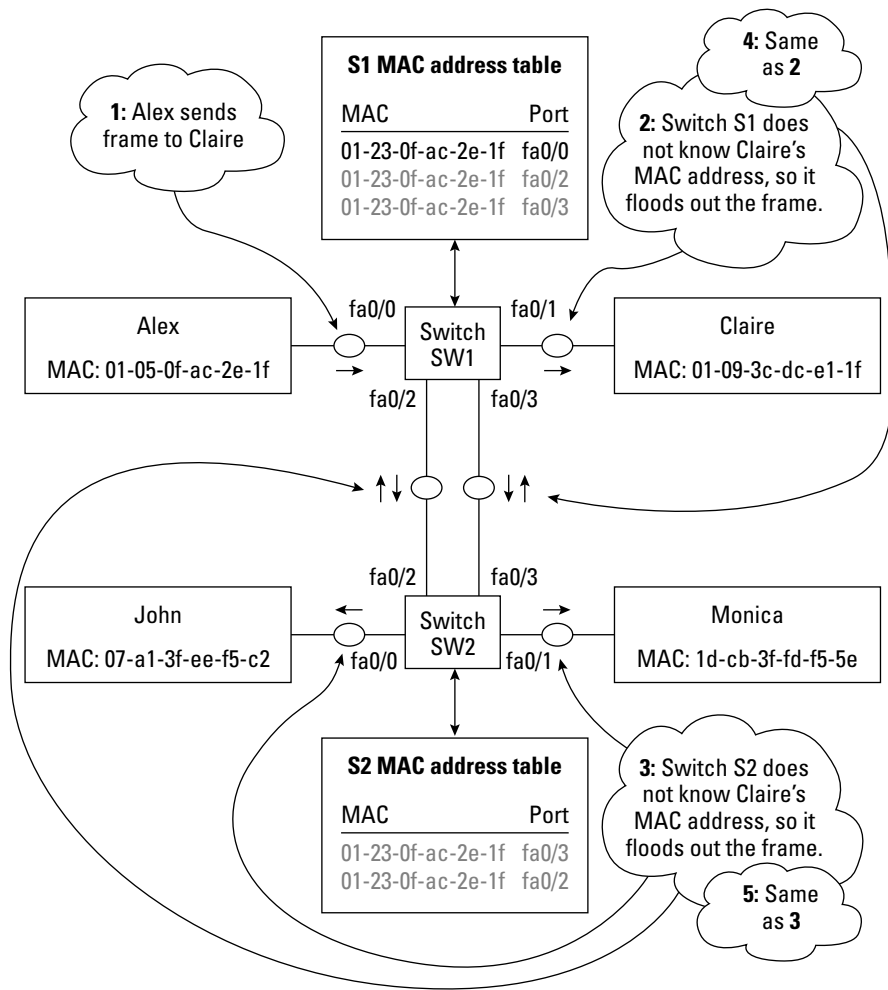 S1 MAC address table
MAC Port
01-23-0f-ac-2e-1f fa0/0
01-23-0f-ac-2e-1f fa0/2
01-23-0f-ac-2e-1f fa0/3
1: Alex sends
frame to Claire
4: Same
as 2
2: Switch S1 does
not know Claire's
MAC address, so it
floods out the frame.
Alex
MAC: 01-05-0f-ac-2e-1f
fa0/0
Switch
SW1
fa0/1
Claire
MAC: 01-09-3c-dc-e1-1f
fa0/2
fa0/3
fa0/2
fa0/3
John
MAC: 07-a1-3f-ee-f5-c2
fa0/0
Switch
SW2
fa0/1
Monica
MAC: 1d-cb-3f-fd-f5-5e
S2 MAC address table
MAC Port
01-23-0f-ac-2e-1f fa0/3
01-23-0f-ac-2e-1f fa0/2
3: Switch S2 does
not know Claire's
MAC address, so it
floods out the frame.
5: Same
as 3